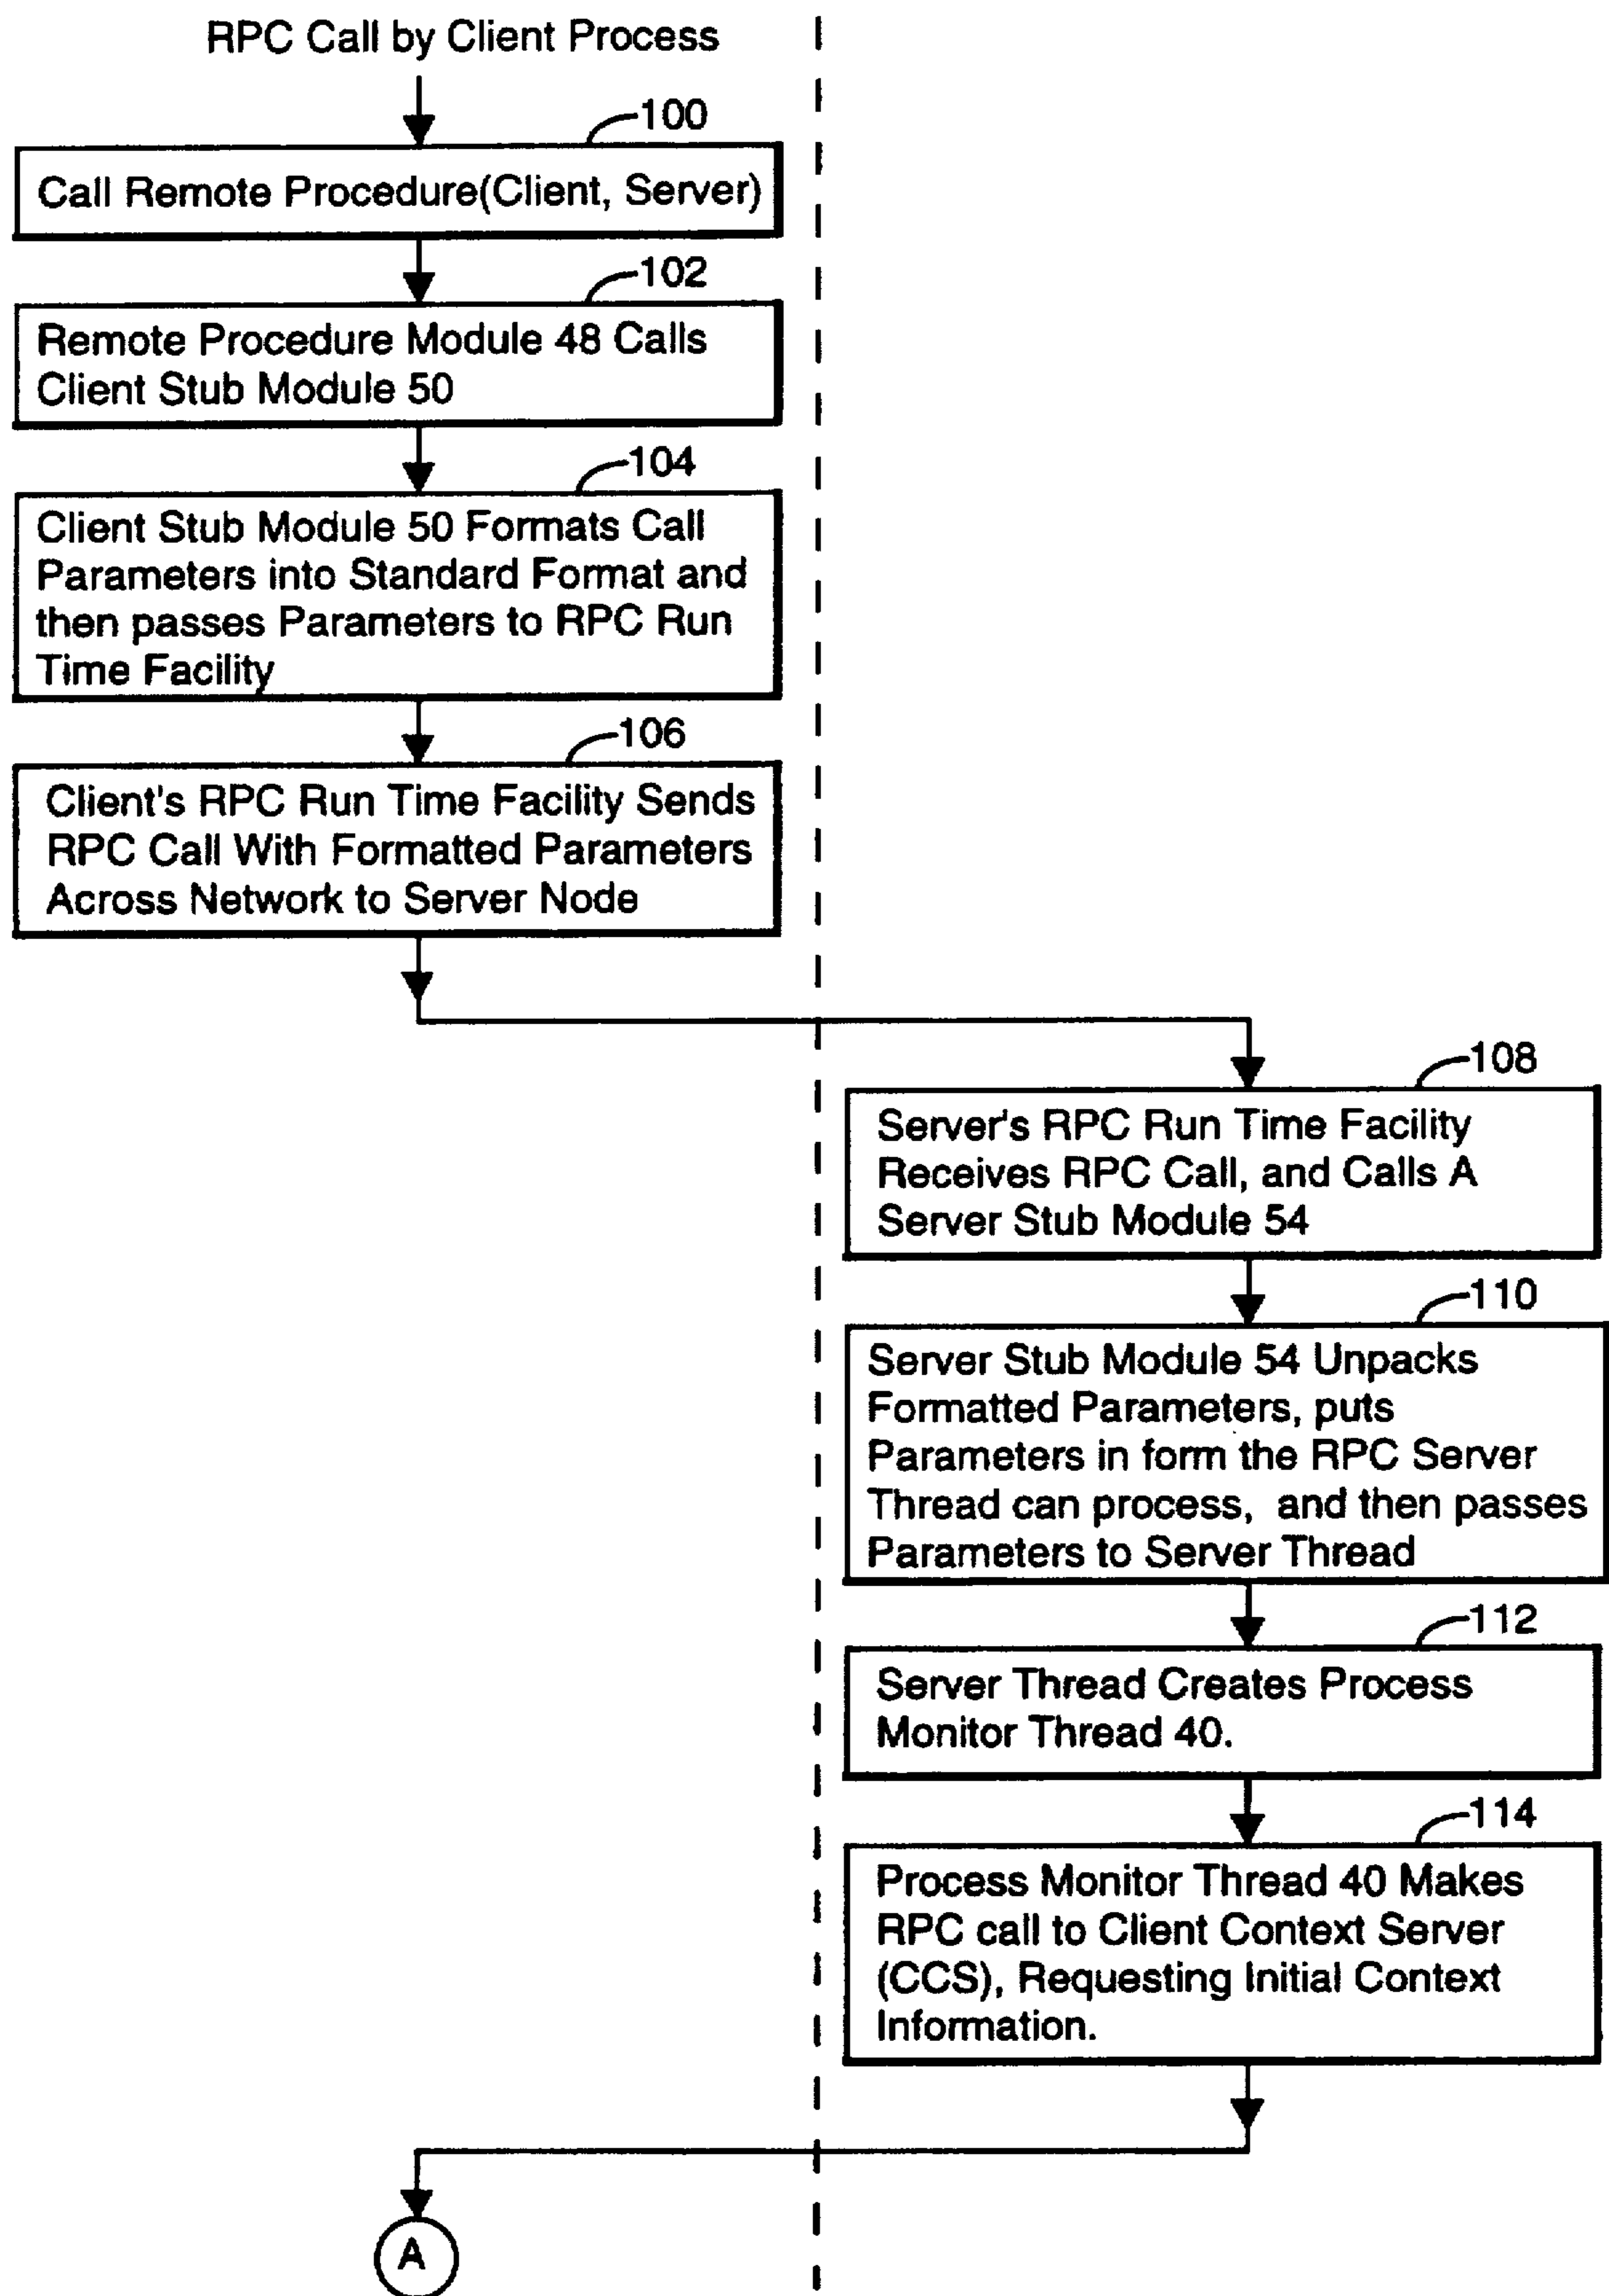 RPC Call by Client Process
100
Call Remote Procedure(Client, Server)
102
Remote Procedure Module 48 Calls
Client Stub Module 50
104
Client Stub Module 50 Formats Call
Parameters into Standard Format and
then passes Parameters to RPC Run
Time Facility
106
Client's RPC Run Time Facility Sends
RPC Call With Formatted Parameters
Across Network to Server Node
108
Server's RPC Run Time Facility
Receives RPC Call, and Calls A
Server Stub Module 54
110
Server Stub Module 54 Unpacks
Formatted Parameters, puts
Parameters in form the RPC Server
Thread can process, and then passes
Parameters to Server Thread
112
Server Thread Creates Process
Monitor Thread 40.
114
Process Monitor Thread 40 Makes
RPC call to Client Context Server
(CCS), Requesting Initial Context
Information.
A